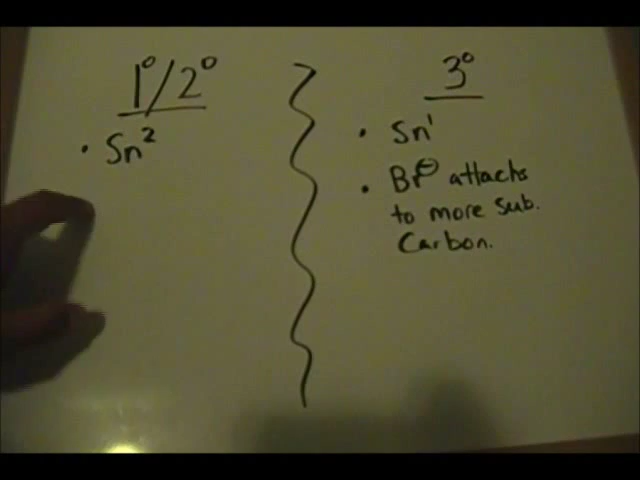 1°/2°
• Sn²
3°
• Sn¹
• Br⊖ attacks
to more sub.
Carbon.